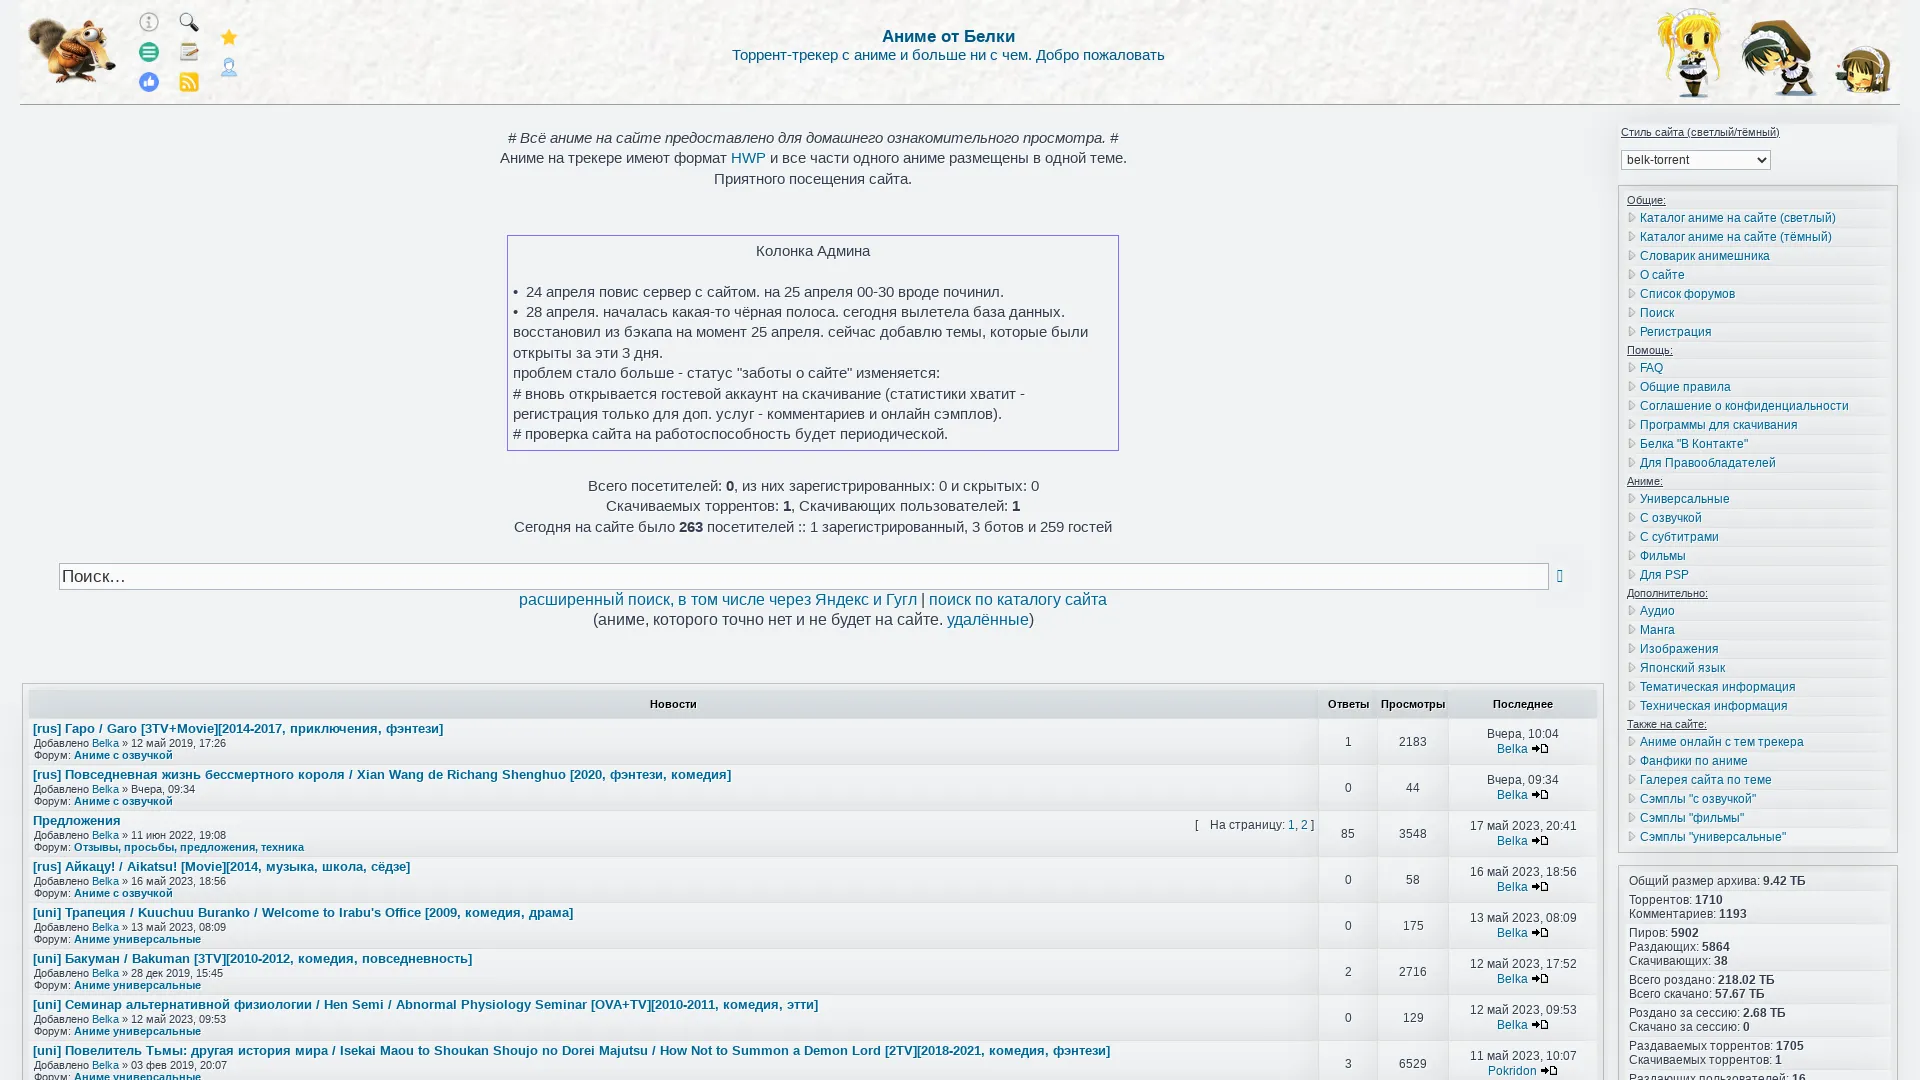 Аниме от Белки
Торрент-трекер с аниме и больше ни с чем. Добро пожаловать
# Всё аниме на сайте предоставлено для домашнего ознакомительного просмотра. #
Аниме на трекере имеют формат HWP и все части одного аниме размещены в одной теме.
Приятного посещения сайта.
Колонка Админа
• 24 апреля повис сервер с сайтом. на 25 апреля 00-30 вроде починил.
• 28 апреля. началась какая-то чёрная полоса. сегодня вылетела база данных.
восстановил из бэкапа на момент 25 апреля. сейчас добавлю темы, которые были
открыты за эти 3 дня.
проблем стало больше - статус "заботы о сайте" изменяется:
# вновь открывается гостевой аккаунт на скачивание (статистики хватит -
регистрация только для доп. услуг - комментариев и онлайн сэмплов).
# проверка сайта на работоспособность будет периодической.
Всего посетителей: 0, из них зарегистрированных: 0 и скрытых: 0
Скачиваемых торрентов: 1, Скачивающих пользователей: 1
Сегодня на сайте было 263 посетителей :: 1 зарегистрированный, 3 ботов и 259 гостей
Поиск…
расширенный поиск, в том числе через Яндекс и Гугл | поиск по каталогу сайта
(аниме, которого точно нет и не будет на сайте. удалённые)
Новости Ответы Просмотры Последнее
[rus] Гаро / Garo [3TV+Movie][2014-2017, приключения, фэнтези]
Добавлено Belka » 12 май 2019, 17:26
Форум: Аниме с озвучкой
1 2183
Вчера, 10:04
Belka
[rus] Повседневная жизнь бессмертного короля / Xian Wang de Richang Shenghuo [2020, фэнтези, комедия]
Добавлено Belka » Вчера, 09:34
Форум: Аниме с озвучкой
0 44
Вчера, 09:34
Belka
Предложения
Добавлено Belka » 11 июн 2022, 19:08
Форум: Отзывы, просьбы, предложения, техника
[ На страницу: 1, 2 ]
85 3548
17 май 2023, 20:41
Belka
[rus] Айкацу! / Aikatsu! [Movie][2014, музыка, школа, сёдзе]
Добавлено Belka » 16 май 2023, 18:56
Форум: Аниме с озвучкой
0 58
16 май 2023, 18:56
Belka
[uni] Трапеция / Kuuchuu Buranko / Welcome to Irabu's Office [2009, комедия, драма]
Добавлено Belka » 13 май 2023, 08:09
Форум: Аниме универсальные
0 175
13 май 2023, 08:09
Belka
[uni] Бакуман / Bakuman [3TV][2010-2012, комедия, повседневность]
Добавлено Belka » 28 дек 2019, 15:45
Форум: Аниме универсальные
2 2716
12 май 2023, 17:52
Belka
[uni] Семинар альтернативной физиологии / Hen Semi / Abnormal Physiology Seminar [OVA+TV][2010-2011, комедия, этти]
Добавлено Belka » 12 май 2023, 09:53
Форум: Аниме универсальные
0 129
12 май 2023, 09:53
Belka
[uni] Повелитель Тьмы: другая история мира / Isekai Maou to Shoukan Shoujo no Dorei Majutsu / How Not to Summon a Demon Lord [2TV][2018-2021, комедия, фэнтези]
Добавлено Belka » 03 фев 2019, 20:07
Форум: Аниме универсальные
3 6529
11 май 2023, 10:07
Pokridon
Стиль сайта (светлый/тёмный)
belk-torrent
Общие:
Каталог аниме на сайте (светлый)
Каталог аниме на сайте (тёмный)
Словарик анимешника
О сайте
Список форумов
Поиск
Регистрация
Помощь:
FAQ
Общие правила
Соглашение о конфиденциальности
Программы для скачивания
Белка "В Контакте"
Для Правообладателей
Аниме:
Универсальные
С озвучкой
С субтитрами
Фильмы
Для PSP
Дополнительно:
Аудио
Манга
Изображения
Японский язык
Тематическая информация
Техническая информация
Также на сайте:
Аниме онлайн с тем трекера
Фанфики по аниме
Галерея сайта по теме
Сэмплы "с озвучкой"
Сэмплы "фильмы"
Сэмплы "универсальные"
Общий размер архива: 9.42 ТБ
Торрентов: 1710
Комментариев: 1193
Пиров: 5902
Раздающих: 5864
Скачивающих: 38
Всего роздано: 218.02 ТБ
Всего скачано: 57.67 ТБ
Роздано за сессию: 2.68 ТБ
Скачано за сессию: 0
Раздаваемых торрентов: 1705
Скачиваемых торрентов: 1
Раздающих пользователей: 16